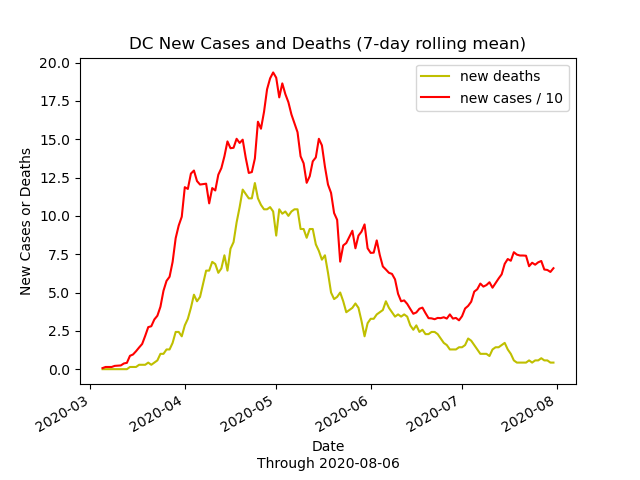 DC New Cases and Deaths (7-day rolling mean)
new deaths
new cases / 10
20.0
17.5
15.0
12.5
10.0
7.5
5.0
2.5
0.0
New Cases or Deaths
2020-03
2020-04
2020-05
2020-06
2020-07
2020-08
Date
Through 2020-08-06